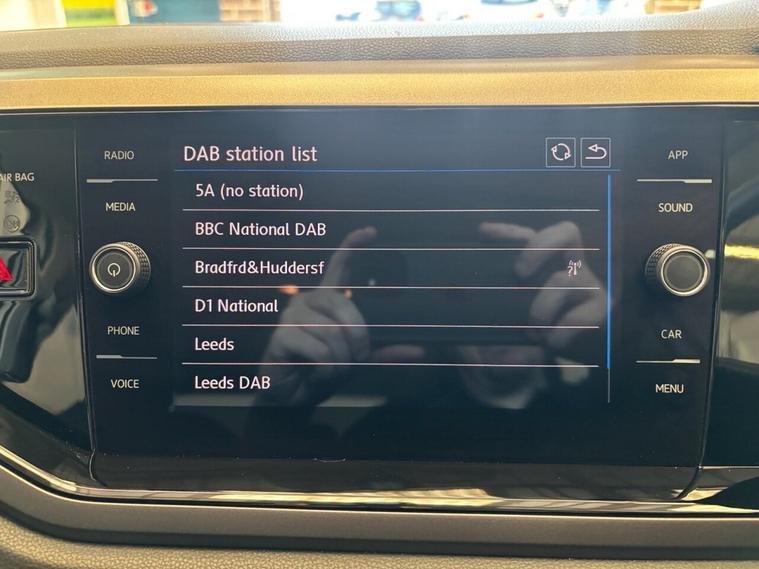 RADIO
DAB station list
APP
AIR BAG
5A (no station)
MEDIA
SOUND
BBC National DAB
Bradfrd&Huddersf
D1 National
PHONE
CAR
Leeds
VOICE
Leeds DAB
MENU